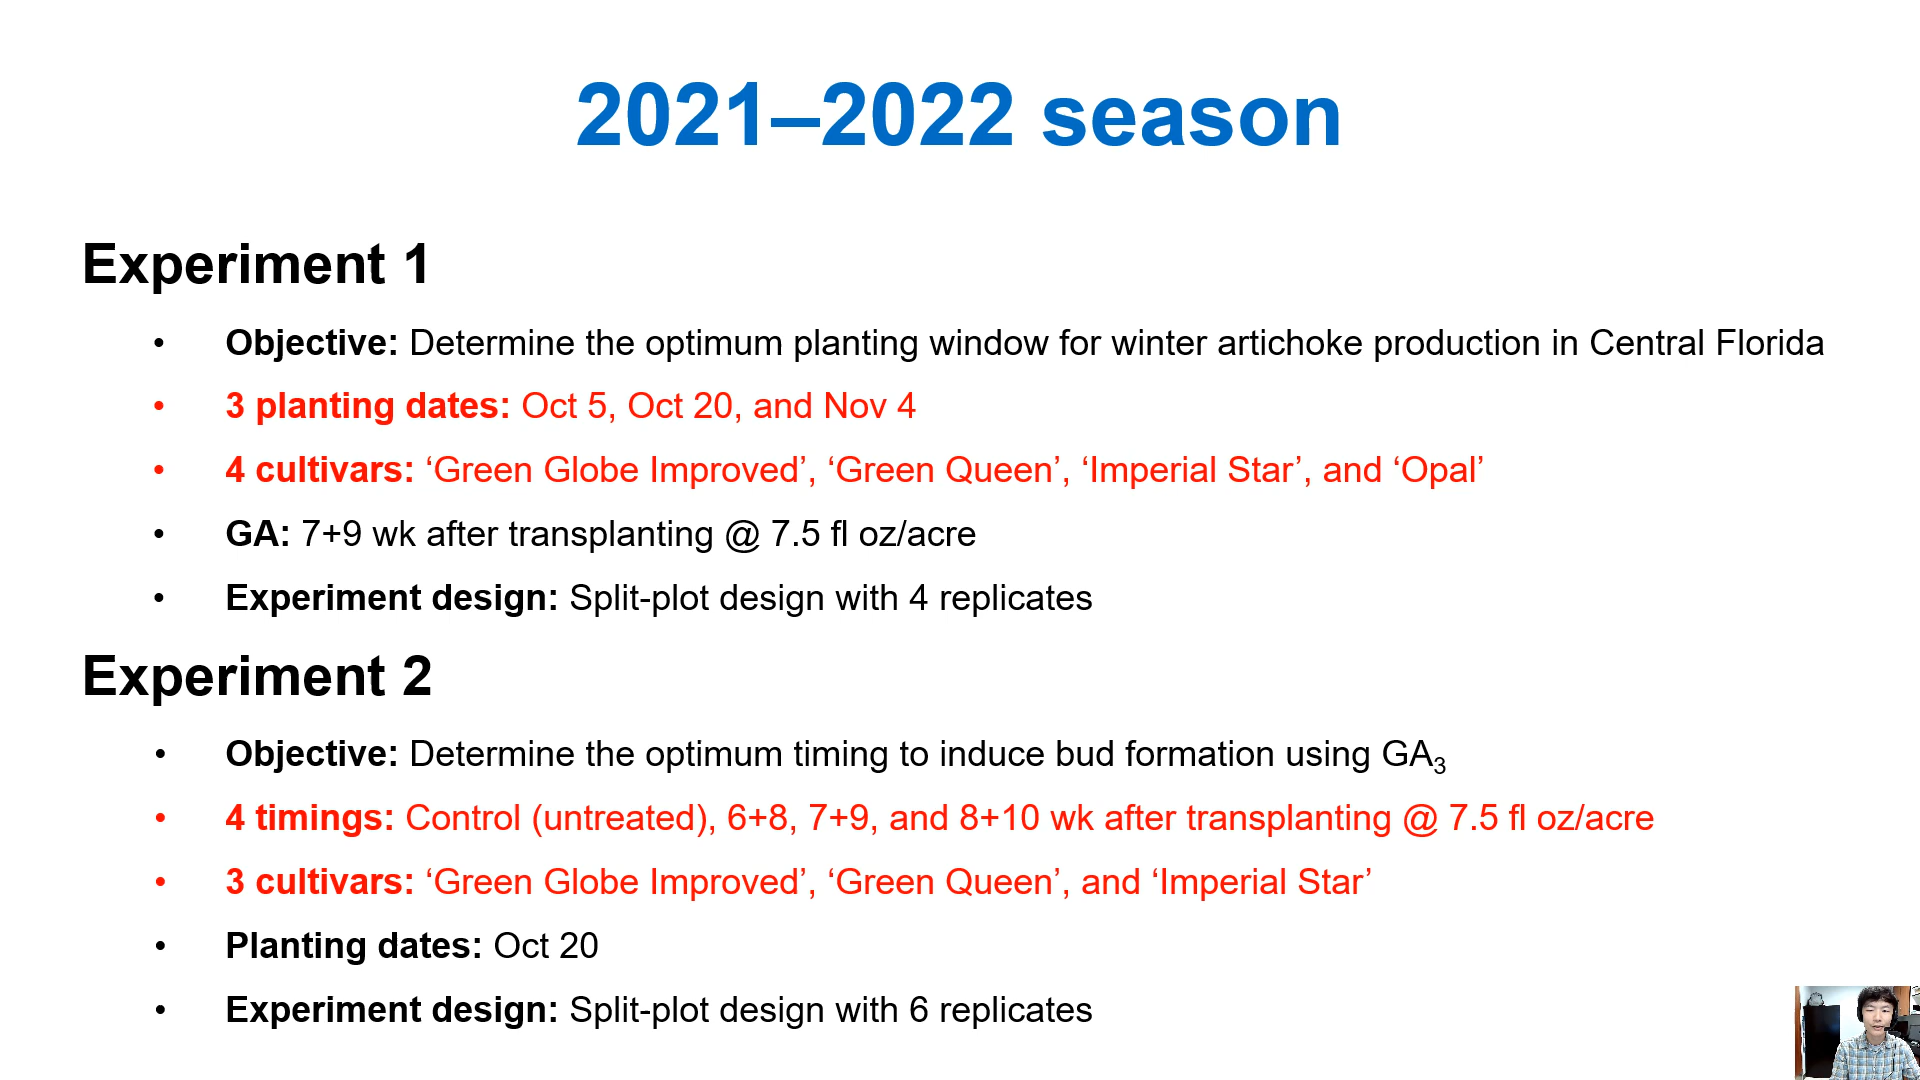 2021–2022 season
Experiment 1
• Objective: Determine the optimum planting window for winter artichoke production in Central Florida
• 3 planting dates: Oct 5, Oct 20, and Nov 4
• 4 cultivars: ‘Green Globe Improved’, ‘Green Queen’, ‘Imperial Star’, and ‘Opal’
• GA: 7+9 wk after transplanting @ 7.5 fl oz/acre
• Experiment design: Split-plot design with 4 replicates
Experiment 2
• Objective: Determine the optimum timing to induce bud formation using GA₃
• 4 timings: Control (untreated), 6+8, 7+9, and 8+10 wk after transplanting @ 7.5 fl oz/acre
• 3 cultivars: ‘Green Globe Improved’, ‘Green Queen’, and ‘Imperial Star’
• Planting dates: Oct 20
• Experiment design: Split-plot design with 6 replicates